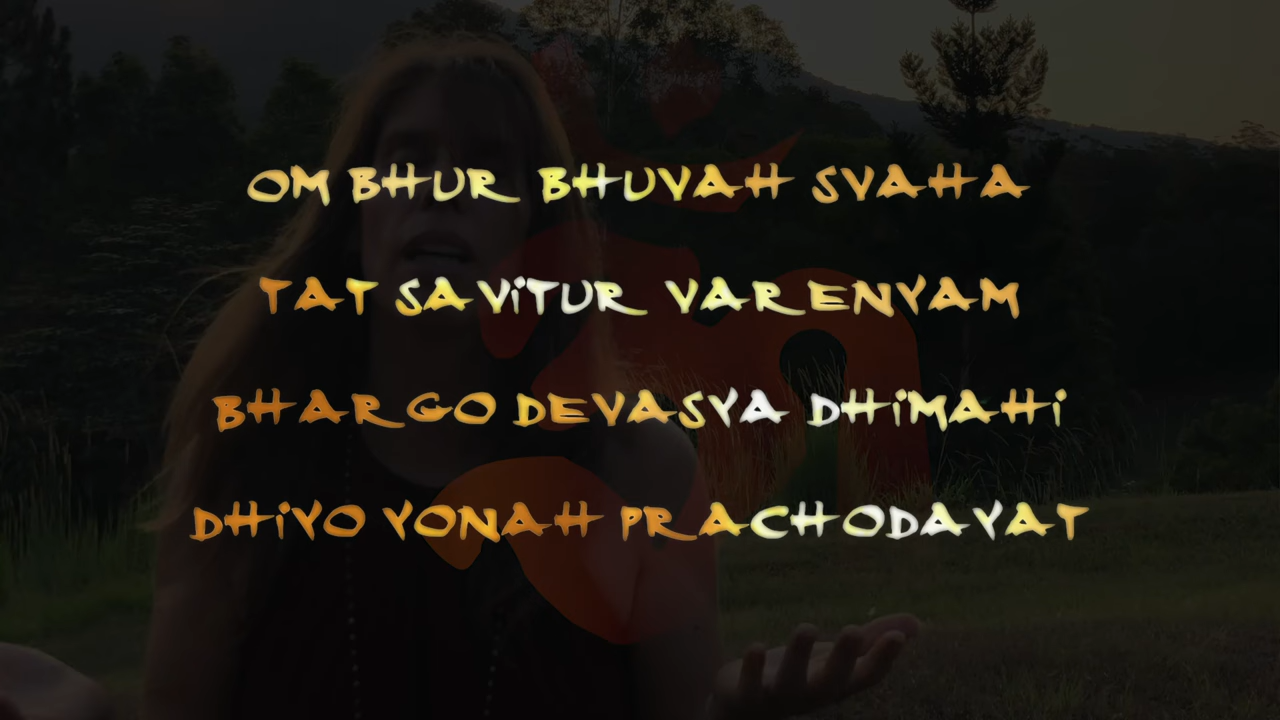 OM BHUR BHUVAH SVAHA
TAT SAVITUR VARENYAM
BHARGO DEVASYA DHIMAHI
DHIYO YONAH PRACHODAYAT